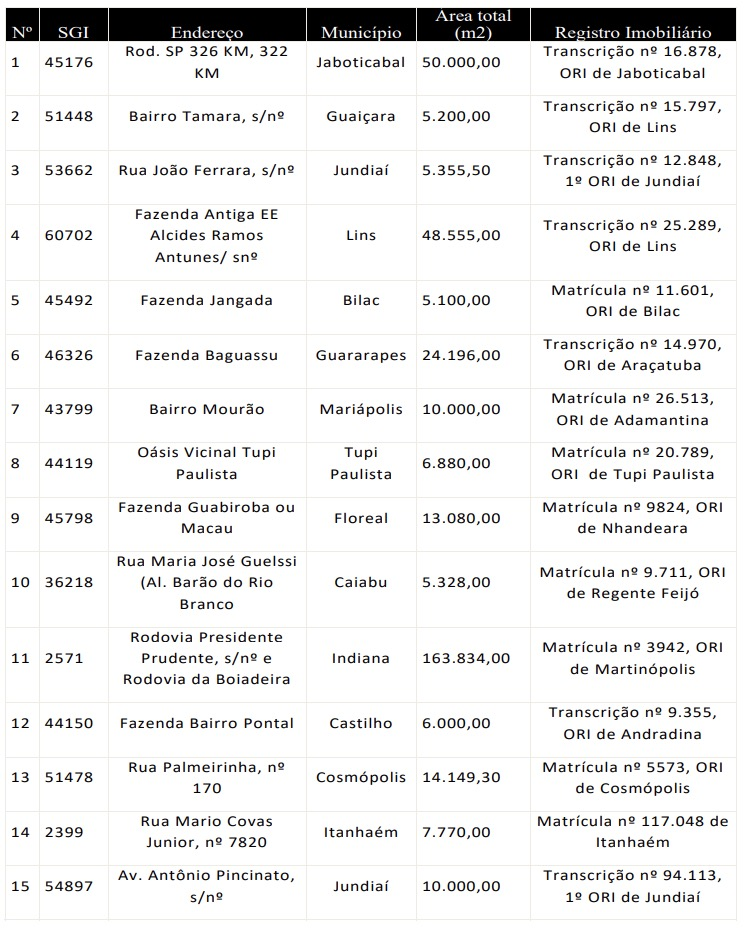 Nº SGI Endereço Município Área total (m2) Registro Imobiliário
1 45176 Rod. SP 326 KM, 322 KM Jaboticabal 50.000,00 Transcrição nº 16.878, ORI de Jaboticabal
2 51448 Bairro Tamara, s/nº Guaiçara 5.200,00 Transcrição nº 15.797, ORI de Lins
3 53662 Rua João Ferrara, s/nº Jundiaí 5.355,50 Transcrição nº 12.848, 1º ORI de Jundiaí
4 60702 Fazenda Antiga EE Alcides Ramos Antunes/ snº Lins 48.555,00 Transcrição nº 25.289, ORI de Lins
5 45492 Fazenda Jangada Bilac 5.100,00 Matrícula nº 11.601, ORI de Bilac
6 46326 Fazenda Baguassu Guararapes 24.196,00 Transcrição nº 14.970, ORI de Araçatuba
7 43799 Bairro Mourão Mariápolis 10.000,00 Matrícula nº 26.513, ORI de Adamantina
8 44119 Oásis Vicinal Tupi Paulista Tupi Paulista 6.880,00 Matrícula nº 20.789, ORI de Tupi Paulista
9 45798 Fazenda Guabiroba ou Macau Floreal 13.080,00 Matrícula nº 9824, ORI de Nhandeara
10 36218 Rua Maria José Guelssi (Al. Barão do Rio Branco Caiabu 5.328,00 Matrícula nº 9.711, ORI de Regente Feijó
11 2571 Rodovia Presidente Prudente, s/nº e Rodovia da Boiadeira Indiana 163.834,00 Matrícula nº 3942, ORI de Martinópolis
12 44150 Fazenda Bairro Pontal Castilho 6.000,00 Transcrição nº 9.355, ORI de Andradina
13 51478 Rua Palmeirinha, nº 170 Cosmópolis 14.149,30 Matrícula nº 5573, ORI de Cosmópolis
14 2399 Rua Mario Covas Junior, nº 7820 Itanhaém 7.770,00 Matrícula nº 117.048 de Itanhaém
15 54897 Av. Antônio Pincinato, s/nº Jundiaí 10.000,00 Transcrição nº 94.113, 1º ORI de Jundiaí